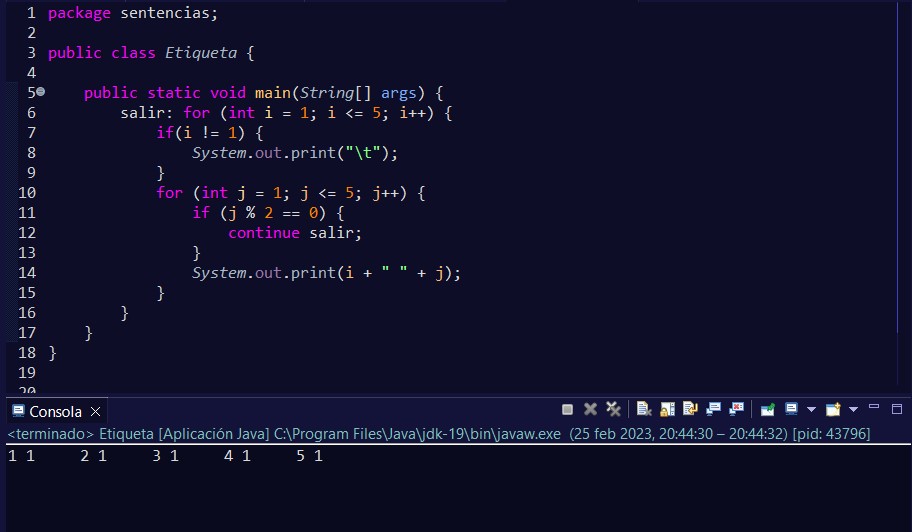 1 package sentencias;
2
3 public class Etiqueta {
4
5     public static void main(String[] args) {
6         salir: for (int i = 1; i <= 5; i++) {
7             if(i != 1) {
8                 System.out.print("\t");
9             }
10             for (int j = 1; j <= 5; j++) {
11                 if (j % 2 == 0) {
12                     continue salir;
13                 }
14                 System.out.print(i + " " + j);
15             }
16         }
17     }
18 }
19
20
Consola
<terminado> Etiqueta [Aplicación Java] C:\Program Files\Java\jdk-19\bin\javaw.exe (25 feb 2023, 20:44:30 – 20:44:32) [pid: 43796]
1 1	2 1	3 1	4 1	5 1